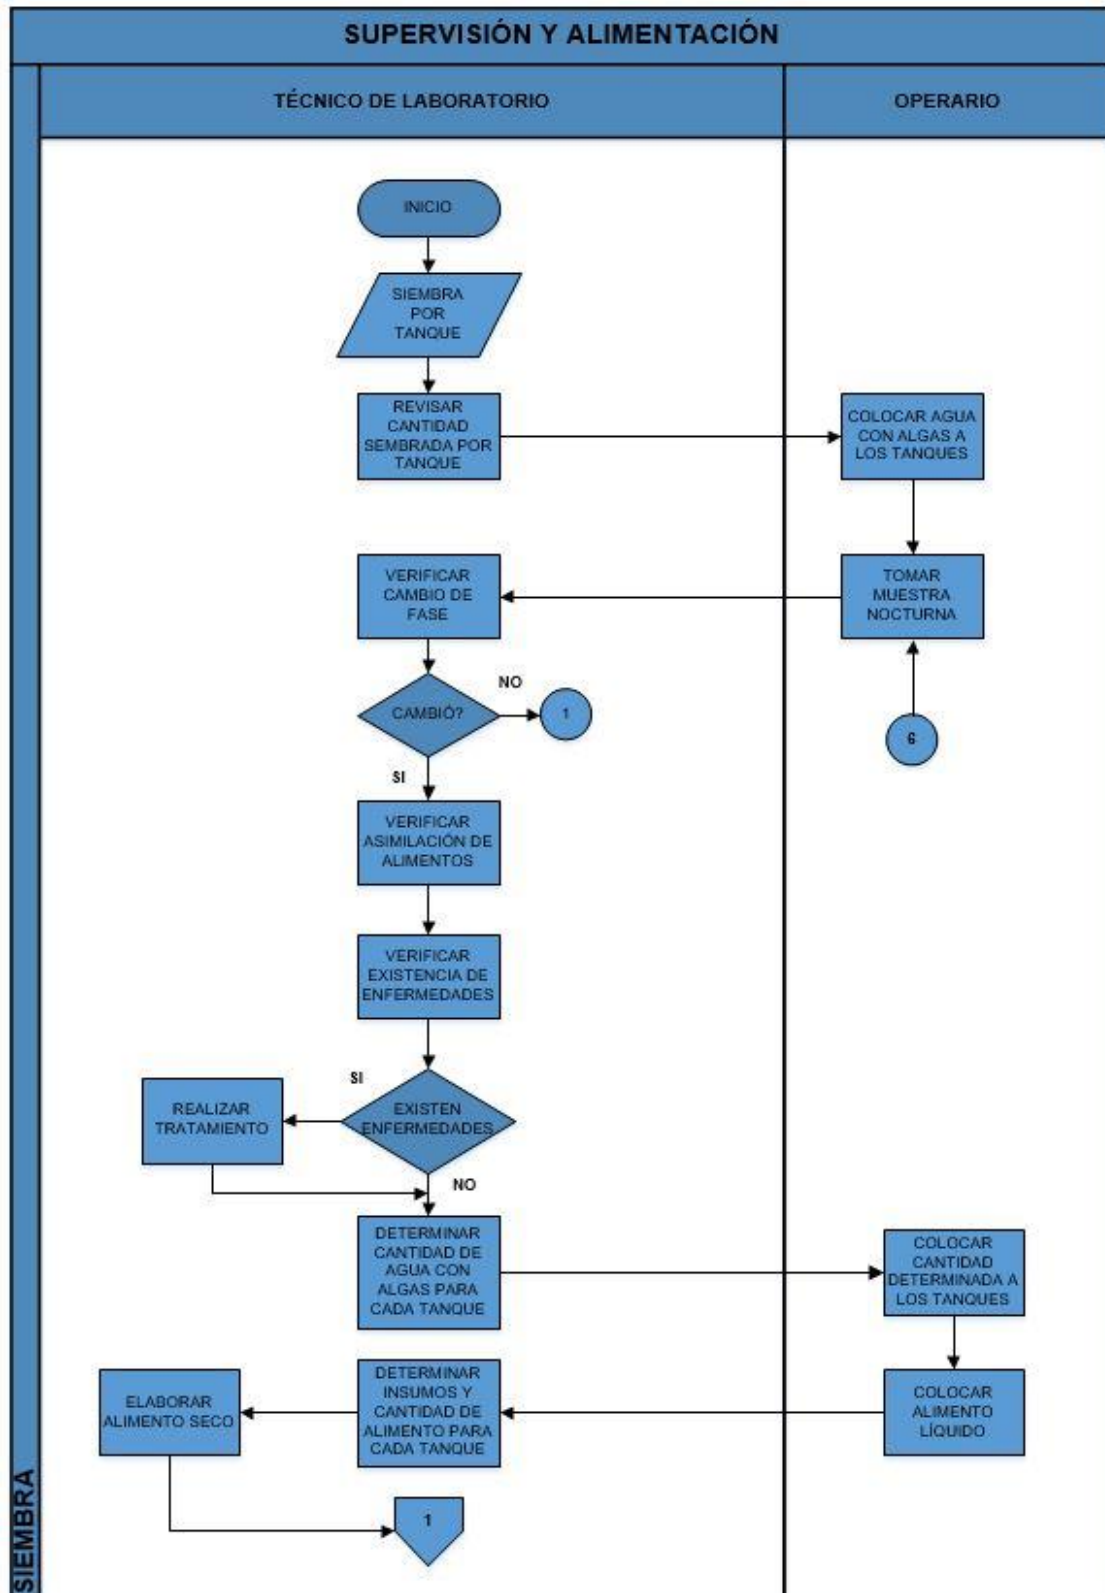 SUPERVISIÓN Y ALIMENTACIÓN
TÉCNICO DE LABORATORIO
OPERARIO
INICIO
SIEMBRA
POR
TANQUE
REVISAR
CANTIDAD
SEMBRADA POR
TANQUE
COLOCAR AGUA
CON ALGAS A
LOS TANQUES
VERIFICAR
CAMBIO DE
FASE
TOMAR
MUESTRA
NOCTURNA
CAMBIÓ?
NO
1
6
SI
VERIFICAR
ASIMILACIÓN DE
ALIMENTOS
VERIFICAR
EXISTENCIA DE
ENFERMEDADES
SI
EXISTEN
ENFERMEDADES
REALIZAR
TRATAMIENTO
NO
DETERMINAR
CANTIDAD DE
AGUA CON
ALGAS PARA
CADA TANQUE
COLOCAR
CANTIDAD
DETERMINADA A
LOS TANQUES
ELABORAR
ALIMENTO SECO
DETERMINAR
INSUMOS Y
CANTIDAD DE
ALIMENTO PARA
CADA TANQUE
COLOCAR
ALIMENTO
LÍQUIDO
1
SIEMBRA